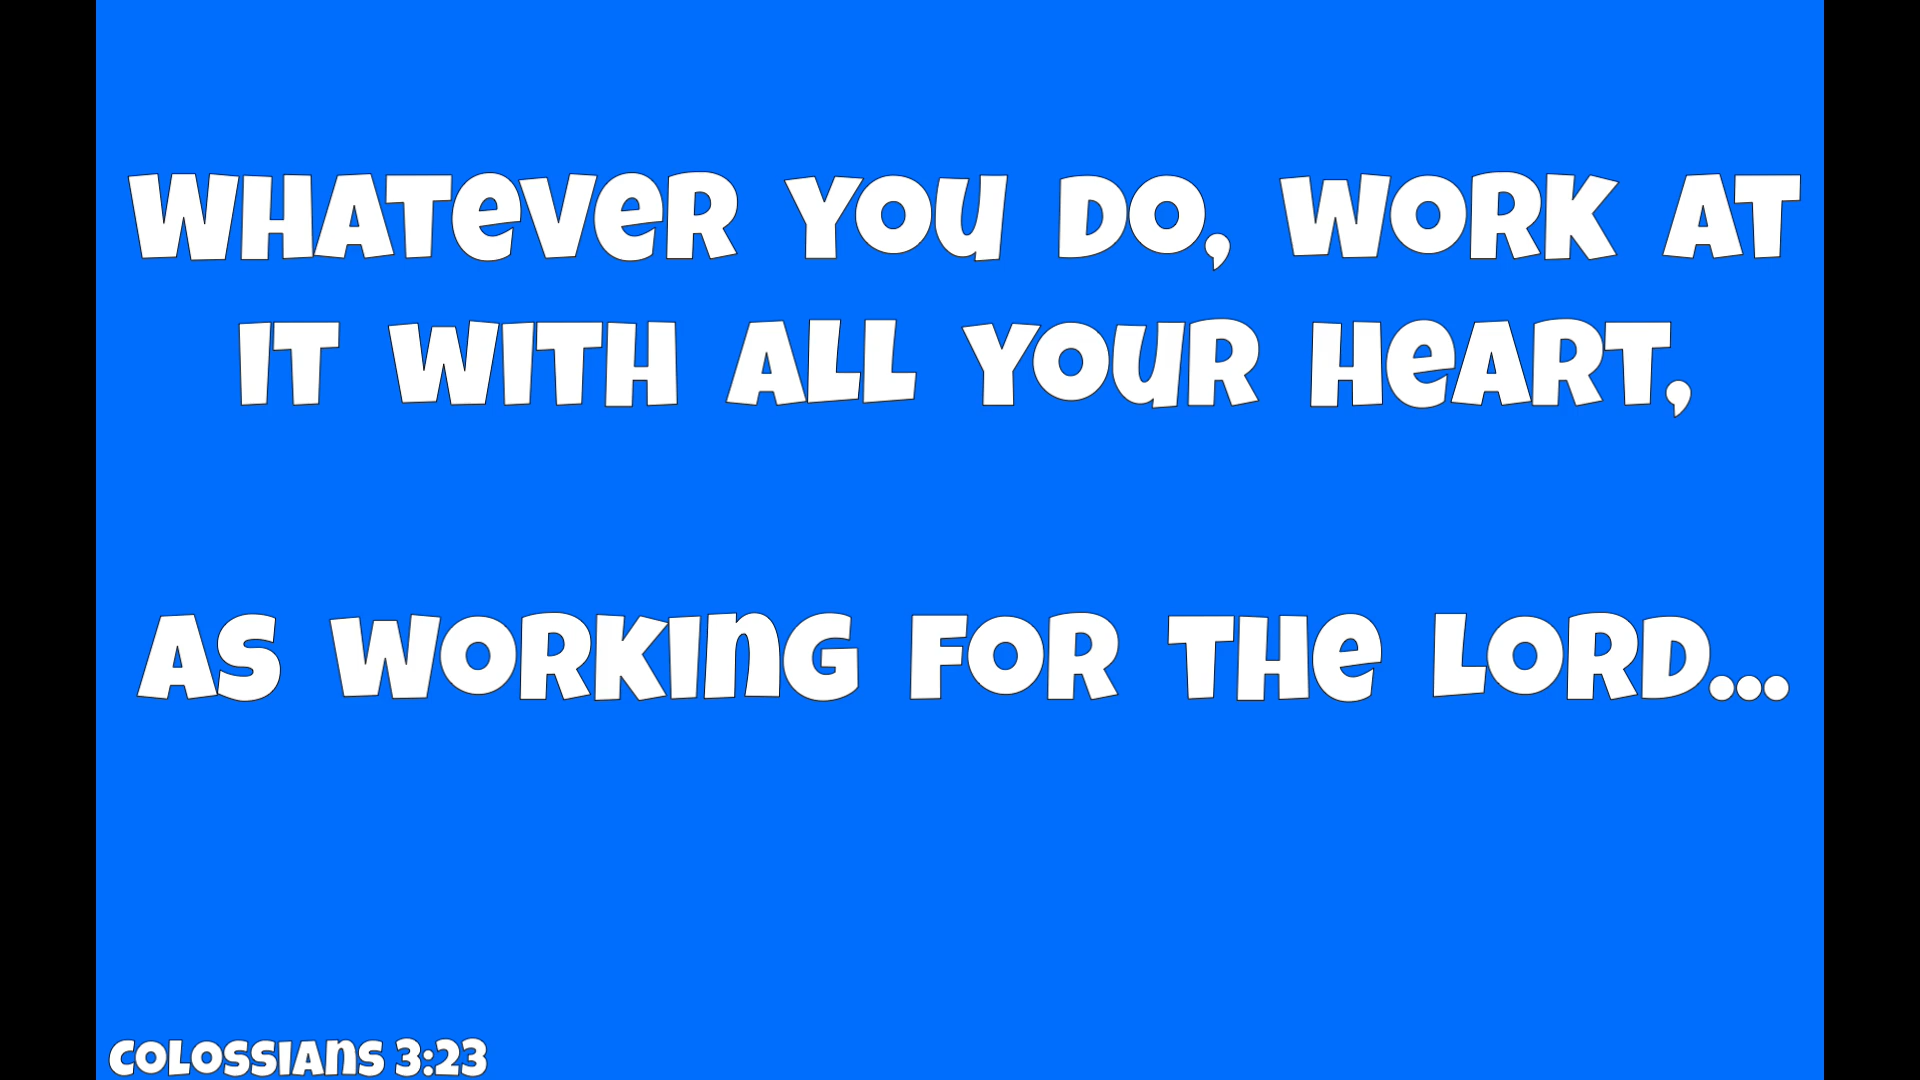 WHATEVER YOU DO, WORK AT
IT WITH ALL YOUR HEART,
AS WORKING FOR THE LORD...
COLOSSIANS 3:23